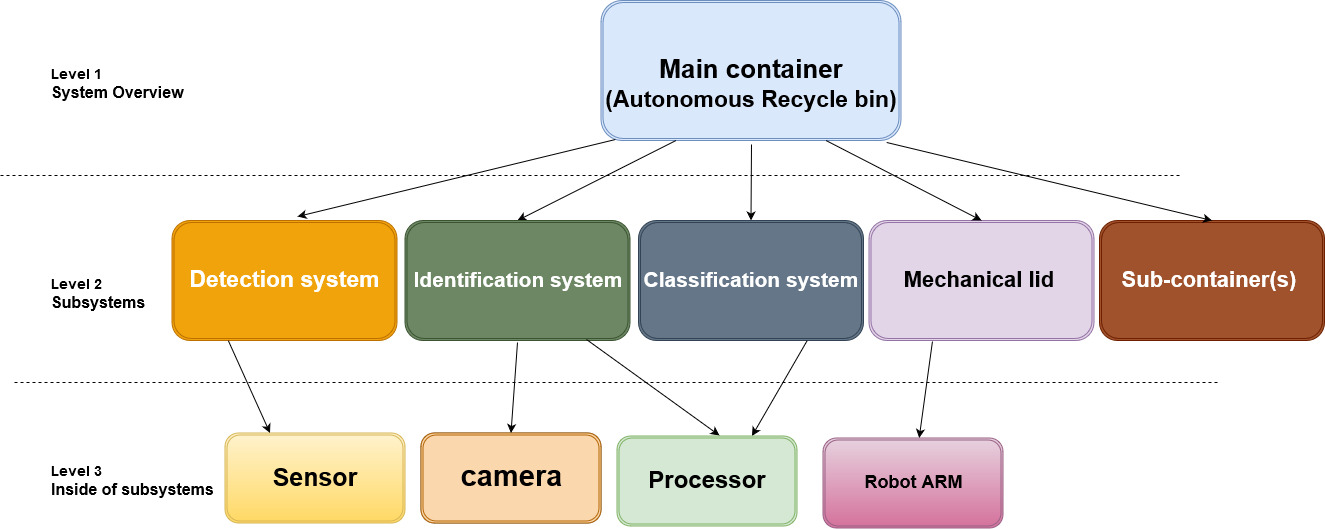 Main container
(Autonomous Recycle bin)
Level 1
System Overview
Level 2
Subsystems
Detection system
Identification system
Classification system
Mechanical lid
Sub-container(s)
Level 3
Inside of subsystems
Sensor
camera
Processor
Robot ARM